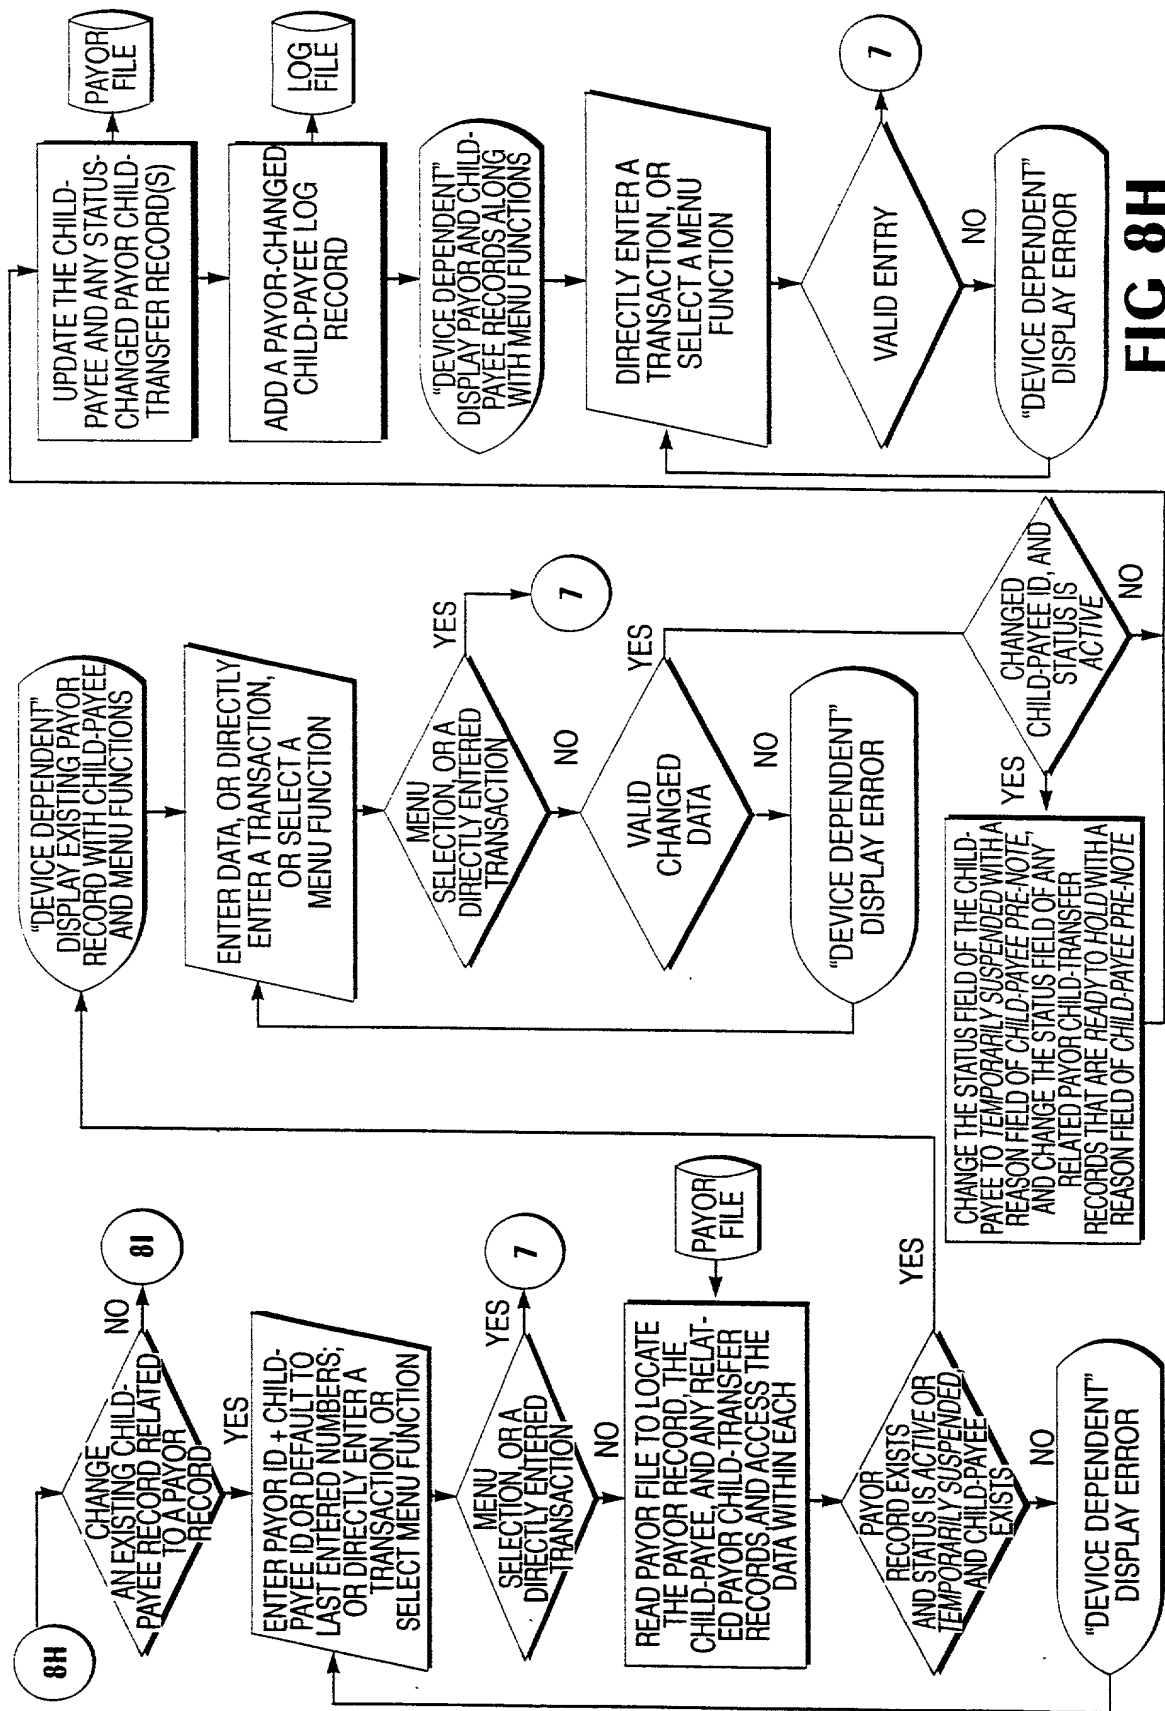 8H
CHANGE
AN EXISTING CHILD-
PAYEE RECORD RELATED
TO A PAYOR
RECORD
NO
8I
YES
ENTER PAYOR ID + CHILD-
PAYEE ID, OR DEFAULT TO
LAST ENTERED NUMBERS;
OR DIRECTLY ENTER A
TRANSACTION, OR
SELECT MENU FUNCTION
MENU
SELECTION, OR A
DIRECTLY ENTERED
TRANSACTION
YES
7
NO
READ PAYOR FILE TO LOCATE
THE PAYOR RECORD, THE
CHILD-PAYEE, AND ANY RELAT-
ED PAYOR CHILD-TRANSFER
RECORDS, AND ACCESS THE
DATA WITHIN EACH
PAYOR
FILE
PAYOR
RECORD EXISTS
AND STATUS IS ACTIVE OR
TEMPORARILY SUSPENDED,
AND CHILD-PAYEE
EXISTS
YES
NO
"DEVICE DEPENDENT"
DISPLAY ERROR
"DEVICE DEPENDENT"
DISPLAY EXISTING PAYOR
RECORD WITH CHILD-PAYEE
AND MENU FUNCTIONS
ENTER DATA, OR DIRECTLY
ENTER A TRANSACTION,
OR SELECT A
MENU FUNCTION
MENU
SELECTION, OR A
DIRECTLY ENTERED
TRANSACTION
YES
7
NO
VALID
CHANGED
DATA
YES
NO
"DEVICE DEPENDENT"
DISPLAY ERROR
CHANGED
CHILD-PAYEE ID, AND
STATUS IS
ACTIVE
YES
NO
CHANGE THE STATUS FIELD OF THE CHILD-
PAYEE TO TEMPORARILY SUSPENDED WITH A
REASON FIELD OF CHILD-PAYEE PRE-NOTE,
AND CHANGE THE STATUS FIELD OF ANY
RELATED PAYOR CHILD-TRANSFER
RECORDS THAT ARE READY TO HOLD WITH A
REASON FIELD OF CHILD-PAYEE PRE-NOTE
UPDATE THE CHILD-
PAYEE AND ANY STATUS-
CHANGED PAYOR CHILD-
TRANSFER RECORD(S)
PAYOR
FILE
ADD A PAYOR-CHANGED
CHILD-PAYEE LOG
RECORD
LOG
FILE
"DEVICE DEPENDENT"
DISPLAY PAYOR AND CHILD-
PAYEE RECORDS ALONG
WITH MENU FUNCTIONS
DIRECTLY ENTER A
TRANSACTION, OR
SELECT A MENU
FUNCTION
VALID ENTRY
7
NO
"DEVICE DEPENDENT"
DISPLAY ERROR
FIG 8H